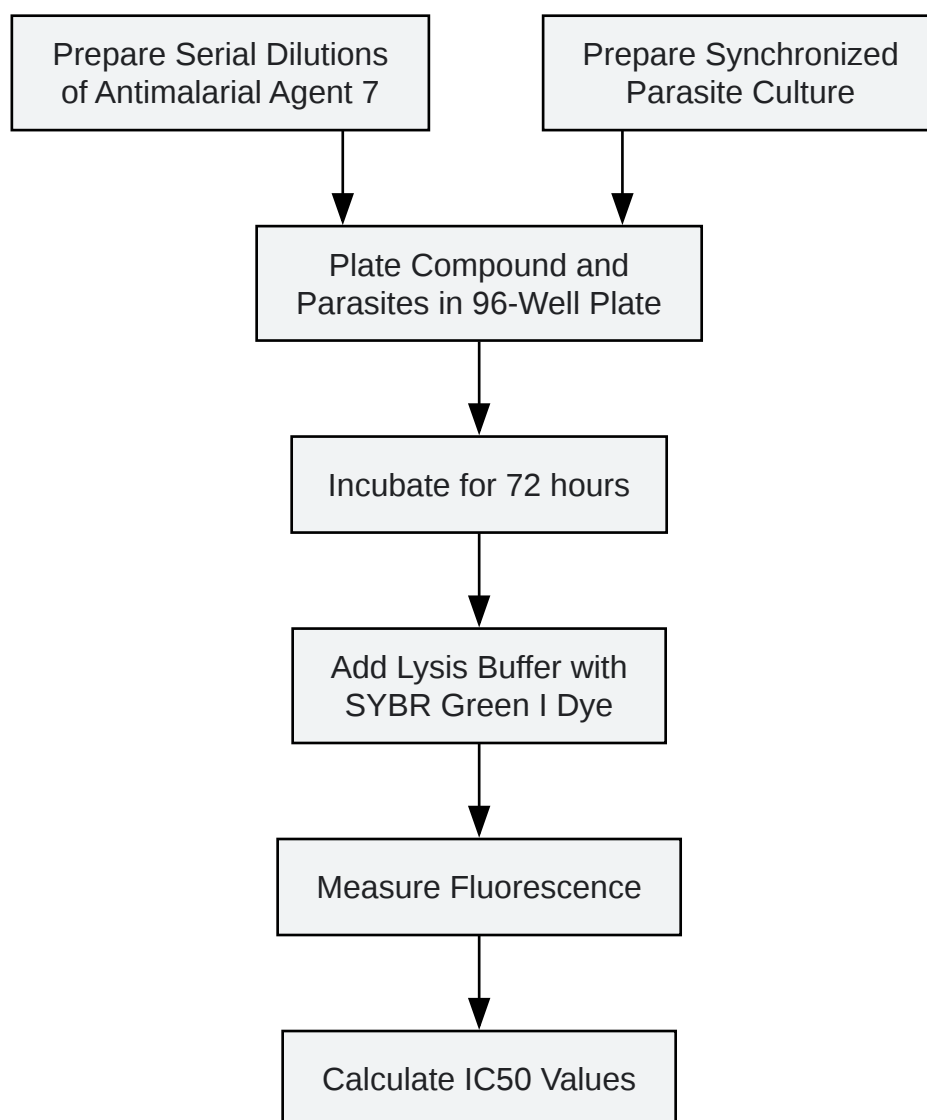 Prepare Serial Dilutions
of Antimalarial Agent 7
Prepare Synchronized
Parasite Culture
Plate Compound and
Parasites in 96-Well Plate
Incubate for 72 hours
Add Lysis Buffer with
SYBR Green I Dye
Measure Fluorescence
Calculate IC50 Values